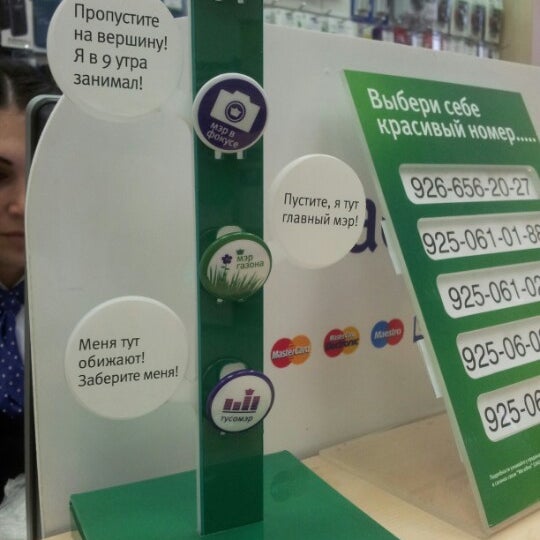 Пропустите
на вершину!
Я в 9 утра
занимал!
мэр в
фокусе
Пустите, я тут
главный мэр!
мэр
газона
Меня тут
обижают!
Заберите меня!
тусомэр
MasterCard
MasterCard
Maestro
Выбери себе
красивый номер.....
926-656-20-27
925-061-01-88
925-061-02
925-06-0
925-06